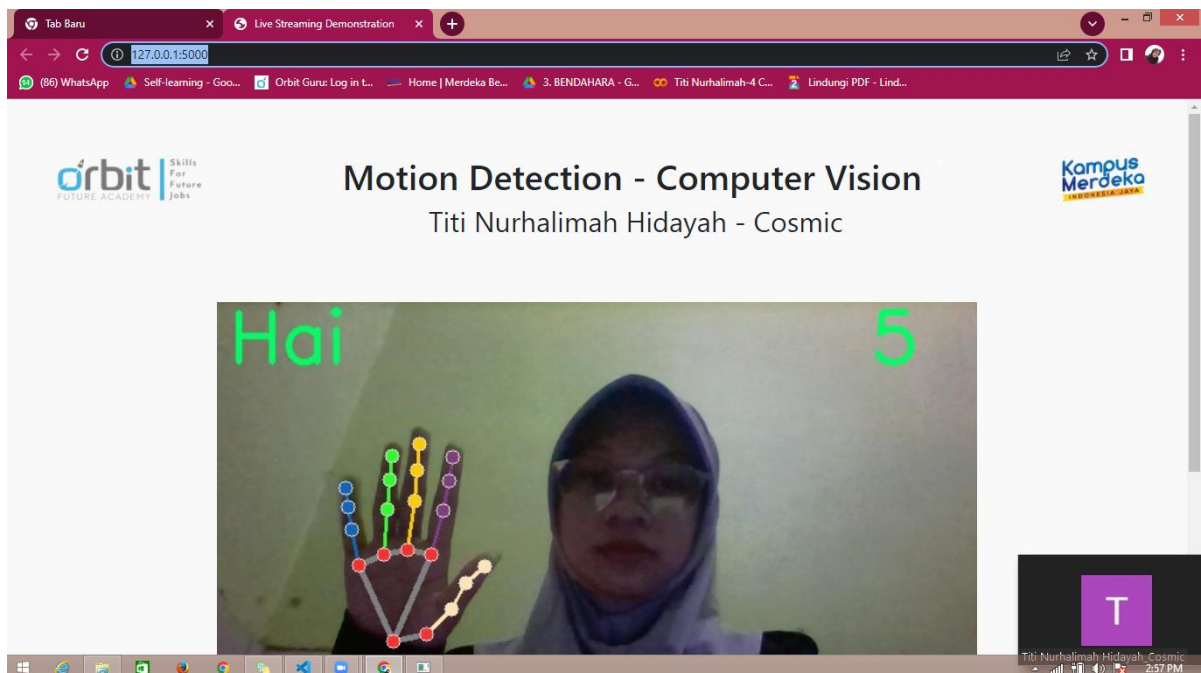 Tab Baru
Live Streaming Demonstration
127.0.0.1:5000
(86) WhatsApp
Self-learning - Goo...
Orbit Guru: Log in t...
Home | Merdeka Be...
3. BENDAHARA - G...
Titi Nurhalimah-4 C...
Lindungi PDF - Lind...
orbit
FUTURE ACADEMY
Skills
For
Future
Jobs
Motion Detection - Computer Vision
Titi Nurhalimah Hidayah - Cosmic
Kampus
Merdeka
INDONESIA JAYA
Hai
5
T
Titi Nurhalimah Hidayah_Cosmic
2:57 PM